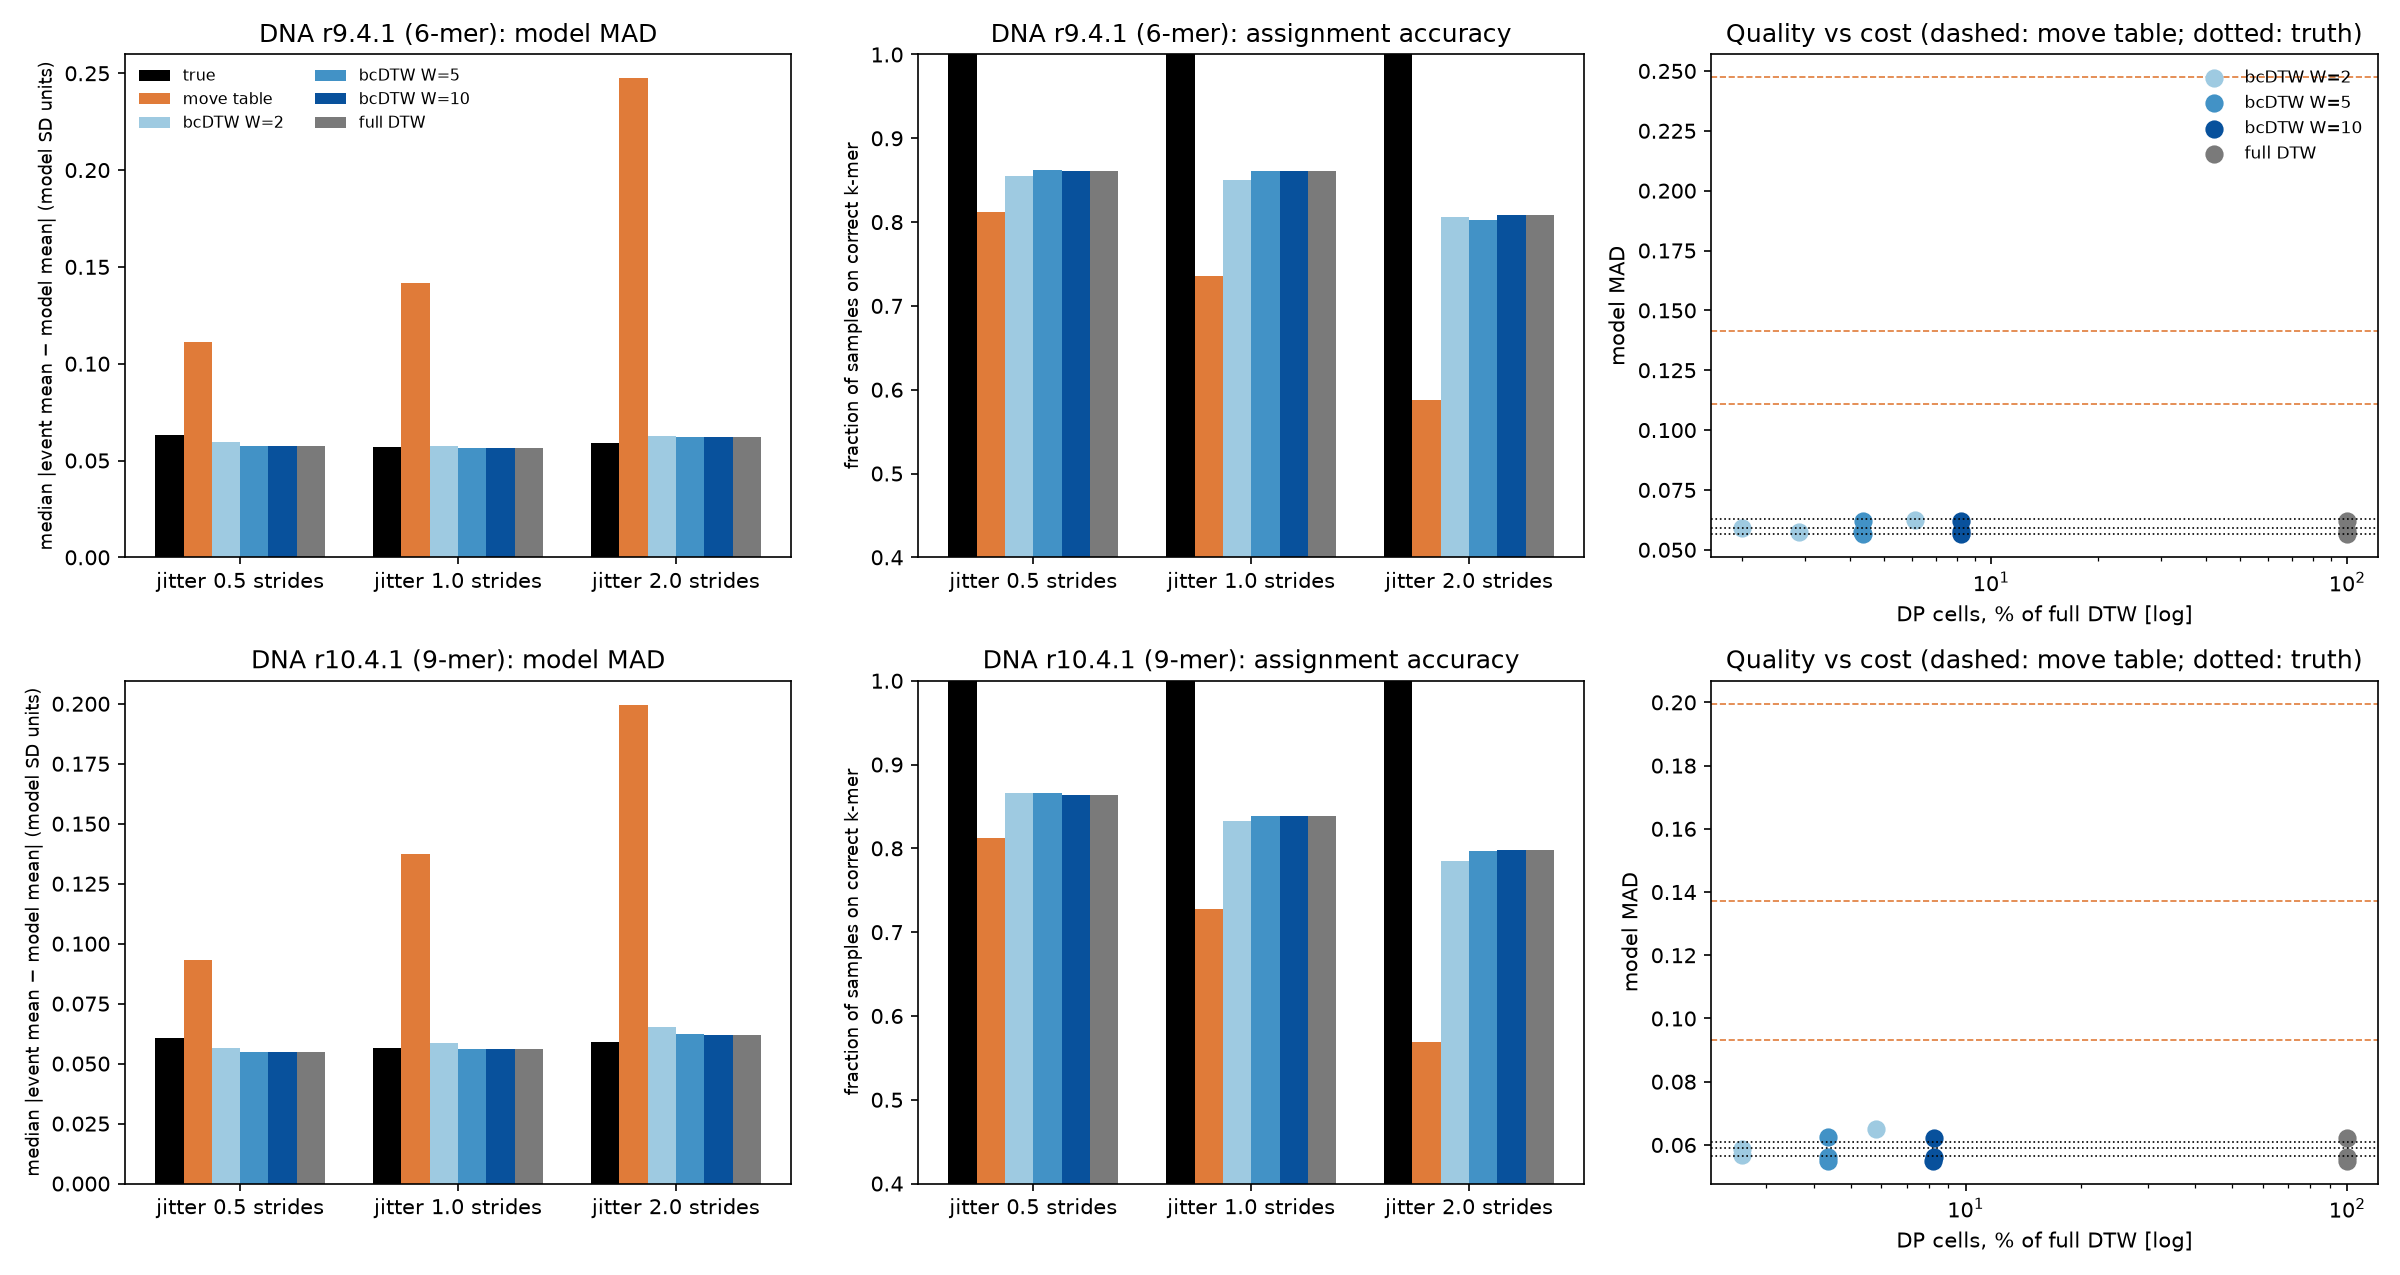 DNA r9.4.1 (6-mer): model MAD
median |event mean − model mean| (model SD units)
0.25
0.20
0.15
0.10
0.05
0.00
true
move table
bcDTW W=2
bcDTW W=5
bcDTW W=10
full DTW
jitter 0.5 strides
jitter 1.0 strides
jitter 2.0 strides
DNA r9.4.1 (6-mer): assignment accuracy
fraction of samples on correct k-mer
1.0
0.9
0.8
0.7
0.6
0.5
0.4
jitter 0.5 strides
jitter 1.0 strides
jitter 2.0 strides
Quality vs cost (dashed: move table; dotted: truth)
model MAD
0.250
0.225
0.200
0.175
0.150
0.125
0.100
0.075
0.050
bcDTW W=2
bcDTW W=5
bcDTW W=10
full DTW
10¹
10²
DP cells, % of full DTW [log]
DNA r10.4.1 (9-mer): model MAD
median |event mean − model mean| (model SD units)
0.200
0.175
0.150
0.125
0.100
0.075
0.050
0.025
0.000
jitter 0.5 strides
jitter 1.0 strides
jitter 2.0 strides
DNA r10.4.1 (9-mer): assignment accuracy
fraction of samples on correct k-mer
1.0
0.9
0.8
0.7
0.6
0.5
0.4
jitter 0.5 strides
jitter 1.0 strides
jitter 2.0 strides
Quality vs cost (dashed: move table; dotted: truth)
model MAD
0.20
0.18
0.16
0.14
0.12
0.10
0.08
0.06
10¹
10²
DP cells, % of full DTW [log]